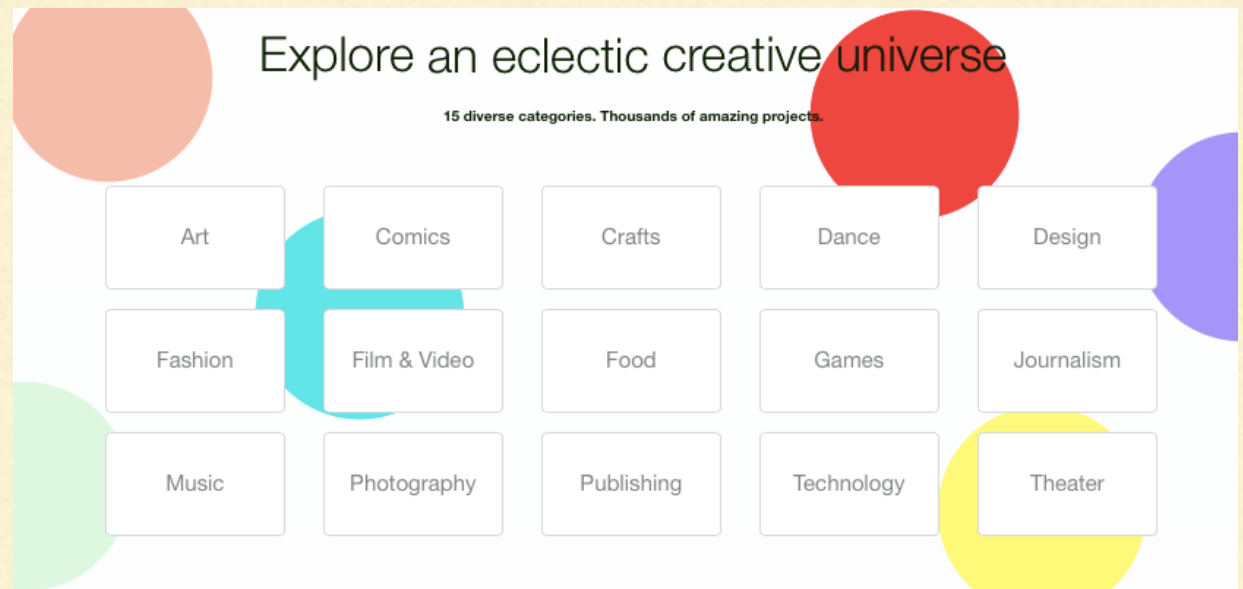 Explore an eclectic creative universe
15 diverse categories. Thousands of amazing projects.
Art Comics Crafts Dance Design
Fashion Film & Video Food Games Journalism
Music Photography Publishing Technology Theater